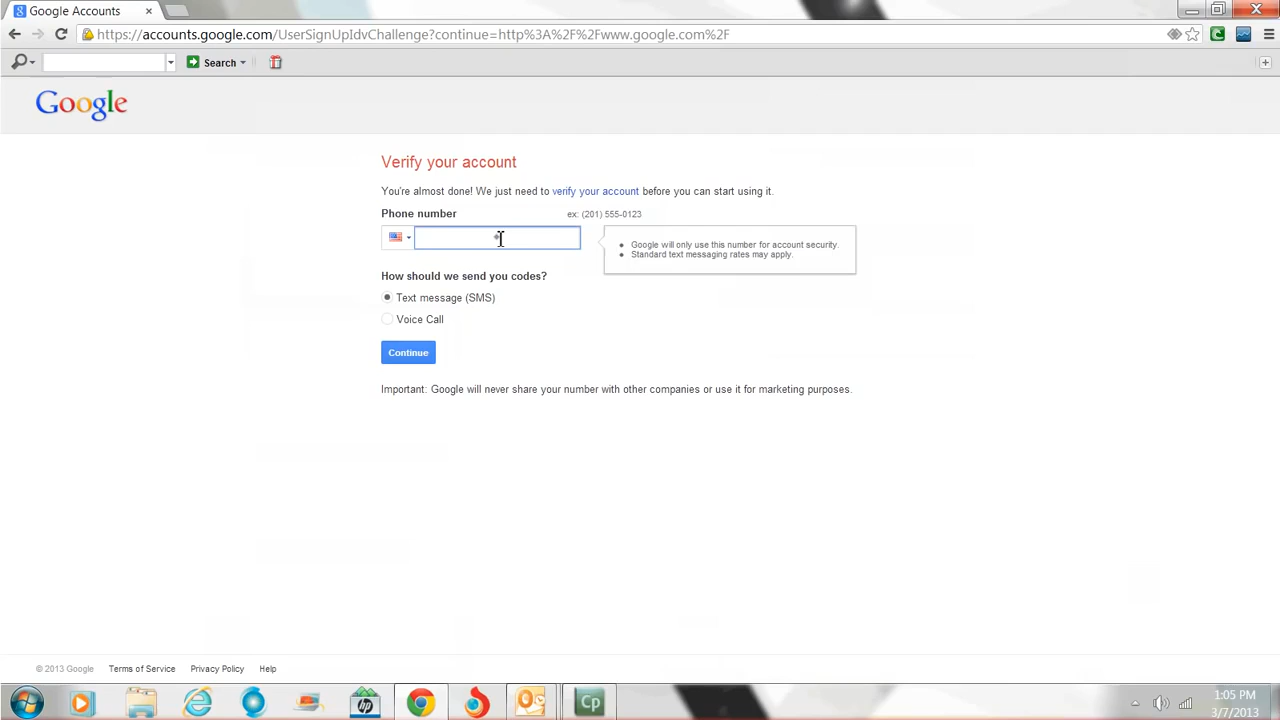 Google Accounts
https://accounts.google.com/UserSignUpIdvChallenge?continue=http%3A%2F%2Fwww.google.com%2F
Search
Google
Verify your account
You're almost done! We just need to verify your account before you can start using it.
Phone number ex: (201) 555-0123
Google will only use this number for account security.
Standard text messaging rates may apply.
How should we send you codes?
Text message (SMS)
Voice Call
Continue
Important: Google will never share your number with other companies or use it for marketing purposes.
© 2013 Google Terms of Service Privacy Policy Help
hp
Cp
1:05 PM
3/7/2013